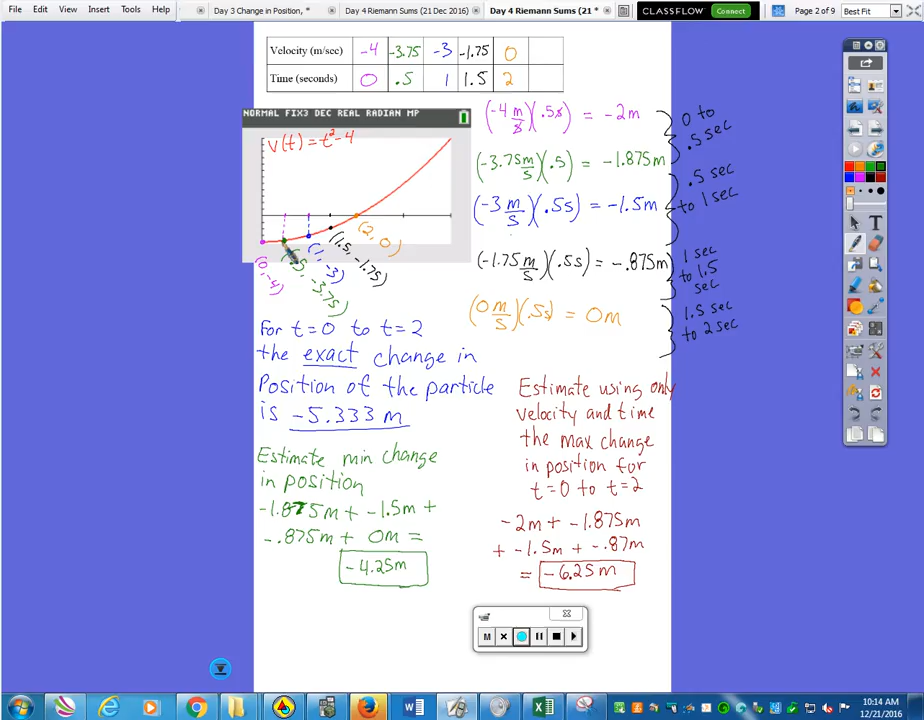 File Edit View Insert Tools Help
Day 3 Change in Position, *
Day 4 Riemann Sums (21 Dec 2016)
Day 4 Riemann Sums (21 *
CLASSFLOW Connect
Page 2 of 9
Best Fit
Velocity (m/sec) -4 -3.75 -3 -1.75 0
Time (seconds) 0 .5 1 1.5 2
NORMAL FIX3 DEC REAL RADIAN MP
v(t) = t²-4
(2, 0)
(1.5, -1.75)
(1, -3)
(.5, -3.75)
(0, -4)
(-4 m/s)(.5s) = -2m
0 to .5 sec
(-3.75m/s)(.5) = -1.875m
.5 sec to 1 sec
(-3 m/s)(.5s) = -1.5m
(-1.75m/s)(.5s) = -.875m
1 sec to 1.5 sec
(0m/s)(.5s) = 0m
1.5 sec to 2 sec
For t=0 to t=2
the exact change in
Position of the particle
is -5.333 m
Estimate min change
in position
-1.875m + -1.5m +
-.875m + 0m =
-4.25m
Estimate using only
velocity and time
the max change
in position for
t=0 to t=2
-2m + -1.875m
+ -1.5m + -.87m
= -6.25m
M
10:14 AM
12/21/2016